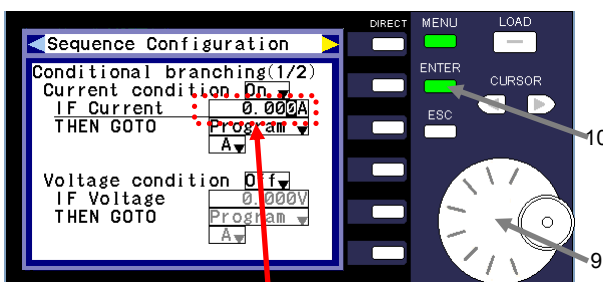 DIRECT MENU LOAD
Sequence Configuration
Conditional branching(1/2)
Current condition On
IF Current 0.000A
THEN GOTO Program
A
Voltage condition Off
IF Voltage 0.000V
THEN GOTO Program
A
ENTER
CURSOR
ESC
10
9